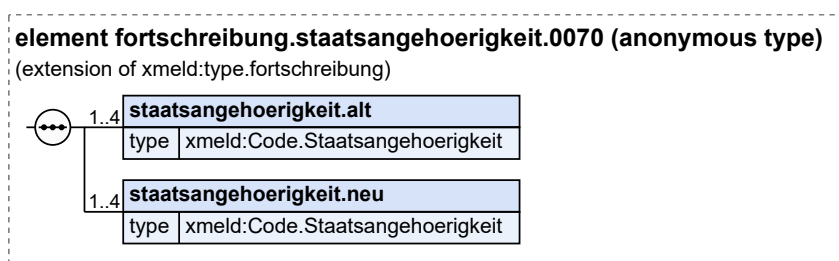 element fortschreibung.staatsangehoerigkeit.0070 (anonymous type)
(extension of xmeld:type.fortschreibung)
1..4
staatsangehoerigkeit.alt
type xmeld:Code.Staatsangehoerigkeit
1..4
staatsangehoerigkeit.neu
type xmeld:Code.Staatsangehoerigkeit